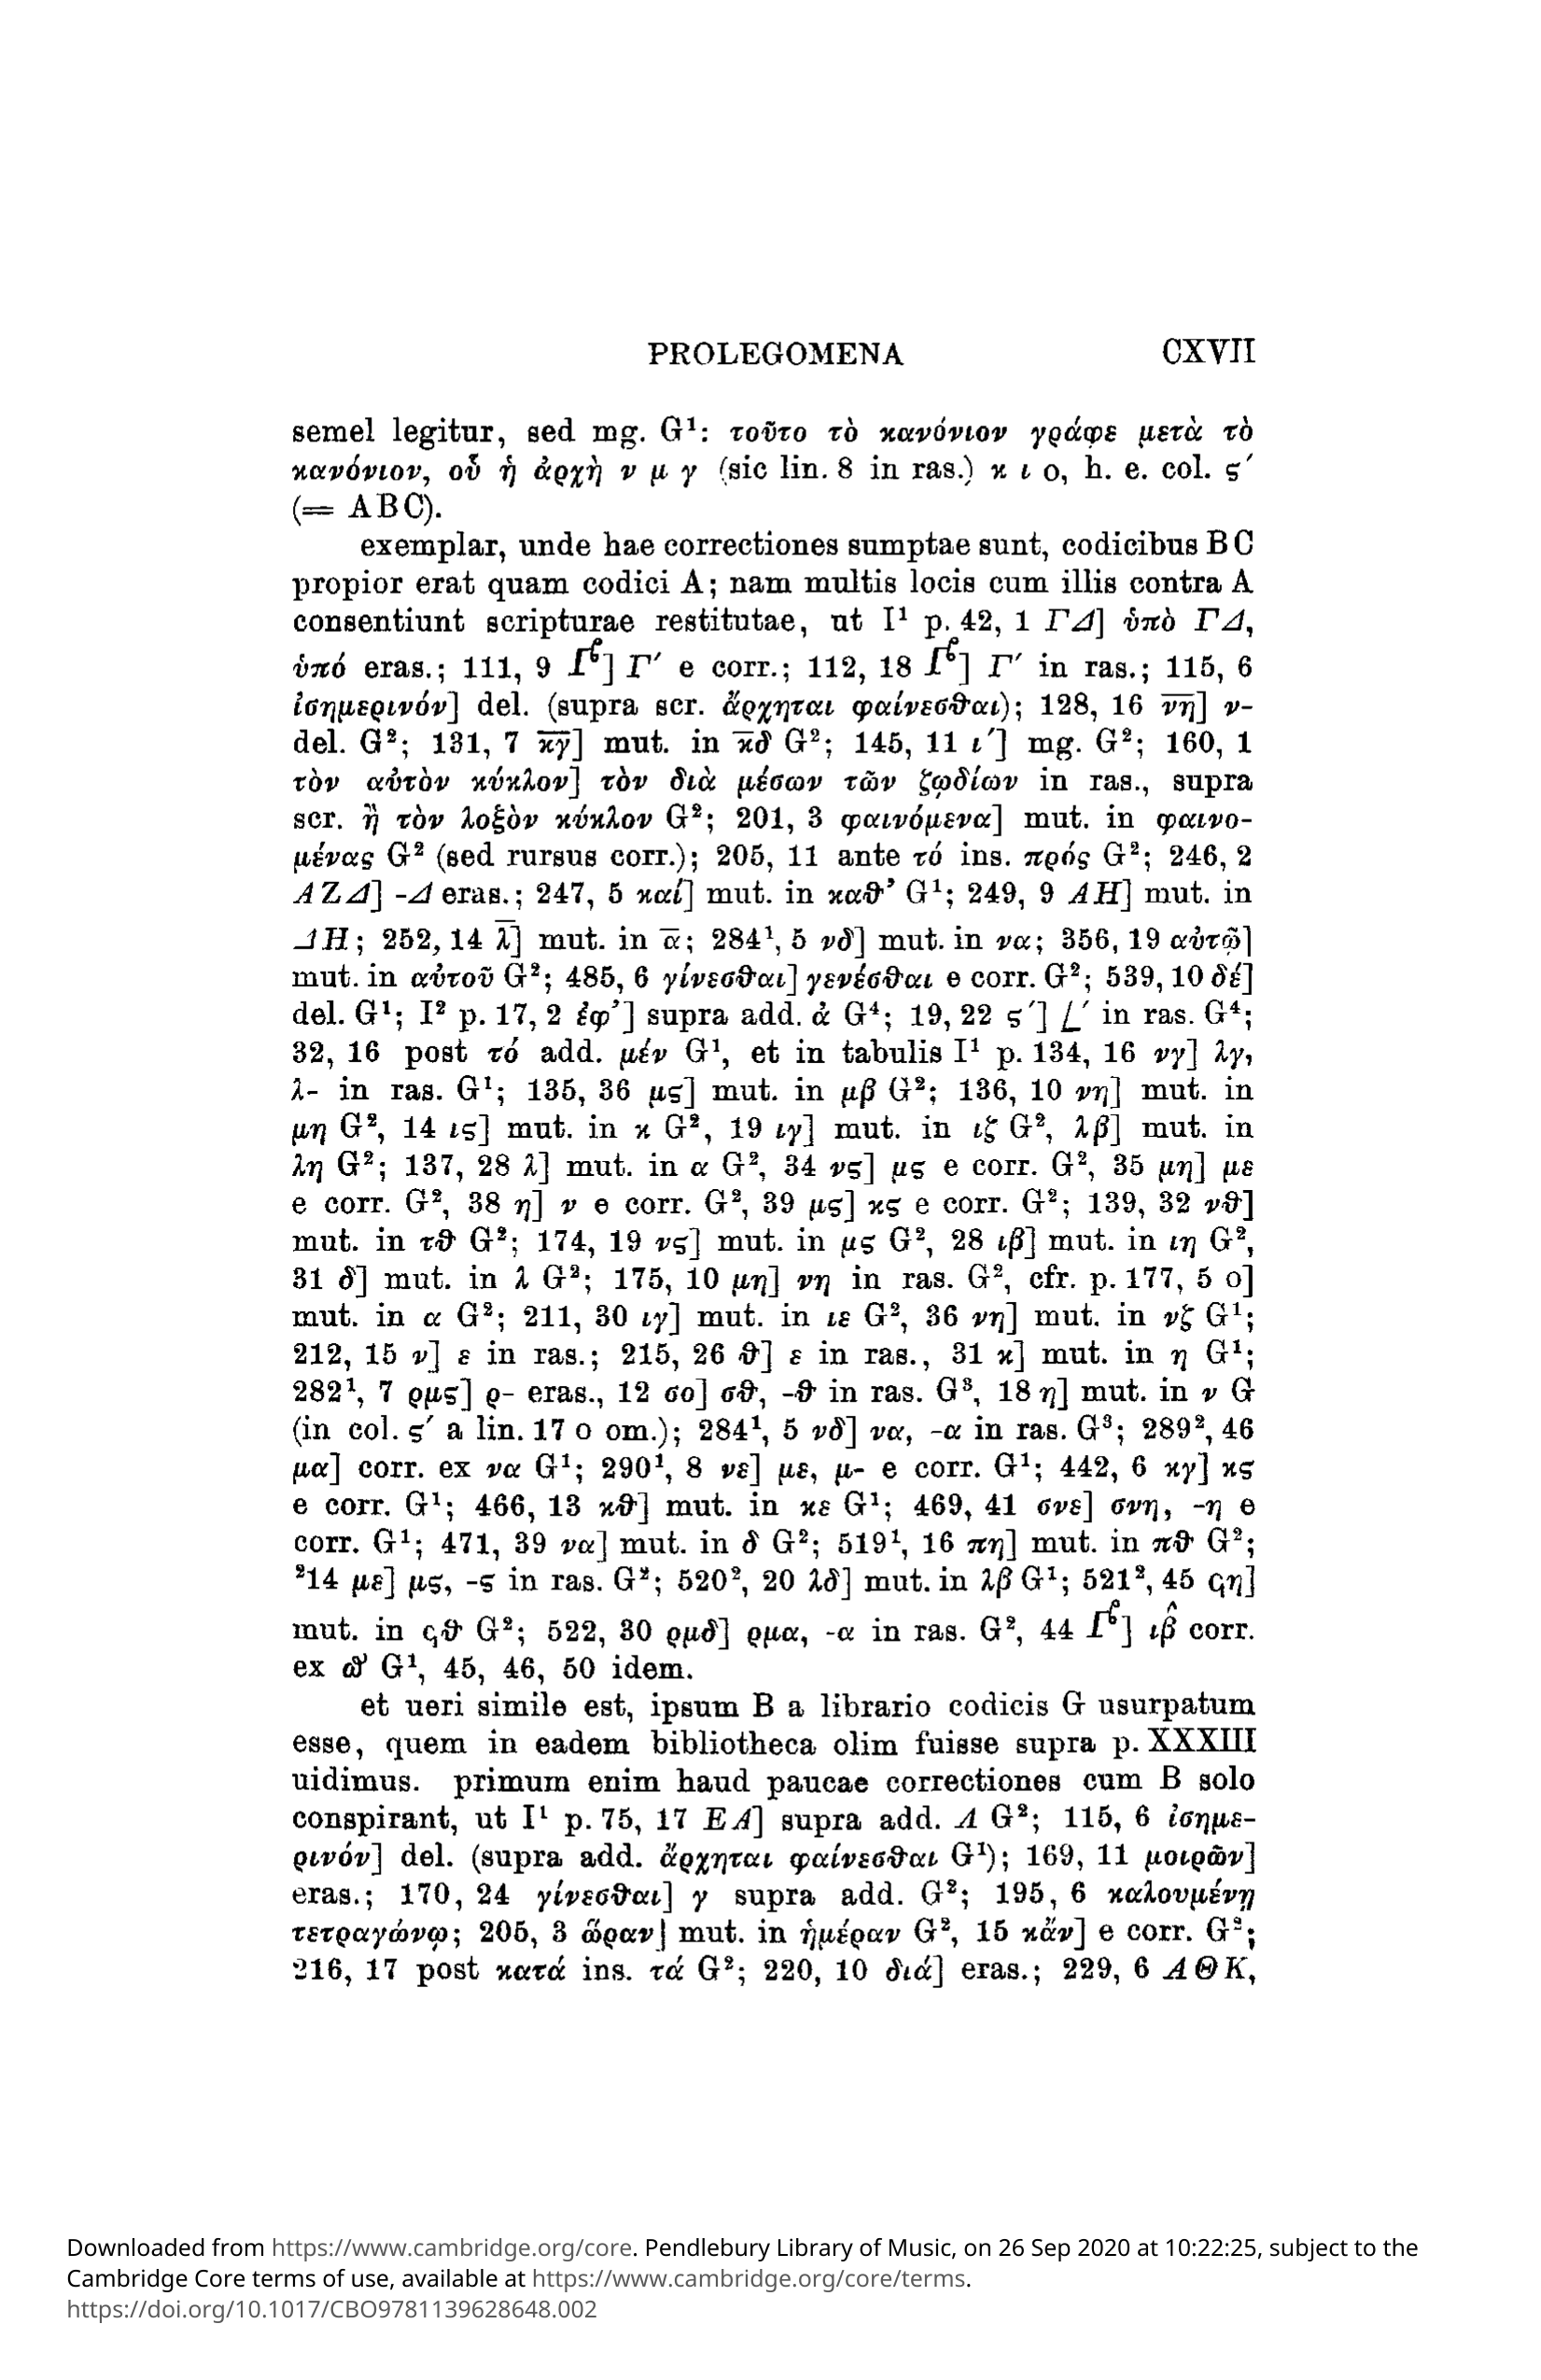 PROLEGOMENA CXVII
semel legitur, sed mg. G¹: τοῦτο τὸ κανόνιον γράφε μετὰ τὸ
κανόνιον, οὗ ἡ ἀρχὴ ν μ γ (sic lin. 8 in ras.) κ ι ο, h. e. col. ς′
(= ABC).
exemplar, unde hae correctiones sumptae sunt, codicibus BC
propior erat quam codici A; nam multis locis cum illis contra A
consentiunt scripturae restitutae, ut I¹ p. 42, 1 ΓΔ] ὑπὸ ΓΔ,
ὑπό eras.; 111, 9 ] Γ′ e corr.; 112, 18 ] Γ′ in ras.; 115, 6
ἰσημερινόν] del. (supra scr. ἄρχηται φαίνεσθαι); 128, 16 ν̅η̅] ν-
del. G²; 131, 7 κ̅γ̅] mut. in κ̅δ G²; 145, 11 ι′] mg. G²; 160, 1
τὸν αὐτὸν κύκλον] τὸν διὰ μέσων τῶν ζῳδίων in ras., supra
scr. ἢ τὸν λοξὸν κύκλον G²; 201, 3 φαινόμενα] mut. in φαινο-
μένας G² (sed rursus corr.); 205, 11 ante τό ins. πρός G²; 246, 2
ΑΖΔ] -Δ eras.; 247, 5 καί] mut. in καθ’ G¹; 249, 9 ΑΗ] mut. in
ΔΗ; 252, 14 λ̅] mut. in α̅; 284¹, 5 νδ] mut. in να; 356, 19 αὐτῷ]
mut. in αὐτοῦ G²; 485, 6 γίνεσθαι] γενέσθαι e corr. G²; 539, 10 δέ]
del. G¹; I² p. 17, 2 ἐφ’] supra add. ἀ G⁴; 19, 22 ς′] ∠′ in ras. G⁴;
32, 16 post τό add. μέν G¹, et in tabulis I¹ p. 134, 16 νγ] λγ,
λ- in ras. G¹; 135, 36 μς] mut. in μβ G²; 136, 10 νη] mut. in
μη G², 14 ις] mut. in κ G², 19 ιγ] mut. in ιζ G², λβ] mut. in
λη G²; 137, 28 λ] mut. in α G², 34 νς] μς e corr. G², 35 μη] με
e corr. G², 38 η] ν e corr. G², 39 μς] κς e corr. G²; 139, 32 νθ]
mut. in τθ G²; 174, 19 νς] mut. in μς G², 28 ιβ] mut. in ιη G²,
31 δ] mut. in λ G²; 175, 10 μη] νη in ras. G², cfr. p. 177, 5 ο]
mut. in α G²; 211, 30 ιγ] mut. in ιε G², 36 νη] mut. in νζ G¹;
212, 15 ν] ε in ras.; 215, 26 θ] ε in ras., 31 κ] mut. in η G¹;
282¹, 7 ρμς] ρ- eras., 12 σο] σθ, -θ in ras. G³, 18 η] mut. in ν G
(in col. ς′ a lin. 17 ο om.); 284¹, 5 νδ] να, -α in ras. G³; 289², 46
μα] corr. ex να G¹; 290¹, 8 νε] με, μ- e corr. G¹; 442, 6 κγ] κς
e corr. G¹; 466, 13 κθ] mut. in κε G¹; 469, 41 σνε] σνη, -η e
corr. G¹; 471, 39 να] mut. in δ G²; 519¹, 16 πη] mut. in πθ G²;
²14 με] μς, -ς in ras. G²; 520², 20 λδ] mut. in λβ G¹; 521², 45 ϟη]
mut. in ϟθ G²; 522, 30 ρμδ] ρμα, -α in ras. G², 44 ] ιβ̂ corr.
ex G¹, 45, 46, 50 idem.
et ueri simile est, ipsum B a librario codicis G usurpatum
esse, quem in eadem bibliotheca olim fuisse supra p. XXXIII
uidimus. primum enim haud paucae correctiones cum B solo
conspirant, ut I¹ p. 75, 17 ΕΛ] supra add. Λ G²; 115, 6 ἰσημε-
ρινόν] del. (supra add. ἄρχηται φαίνεσθαι G¹); 169, 11 μοιρῶν]
eras.; 170, 24 γίνεσθαι] γ supra add. G²; 195, 6 καλουμένῃ
τετραγώνῳ; 205, 3 ὥραν] mut. in ἡμέραν G², 15 κἄν] e corr. G²;
216, 17 post κατά ins. τά G²; 220, 10 διά] eras.; 229, 6 ΑΘΚ,
Downloaded from https://www.cambridge.org/core. Pendlebury Library of Music, on 26 Sep 2020 at 10:22:25, subject to the
Cambridge Core terms of use, available at https://www.cambridge.org/core/terms.
https://doi.org/10.1017/CBO9781139628648.002